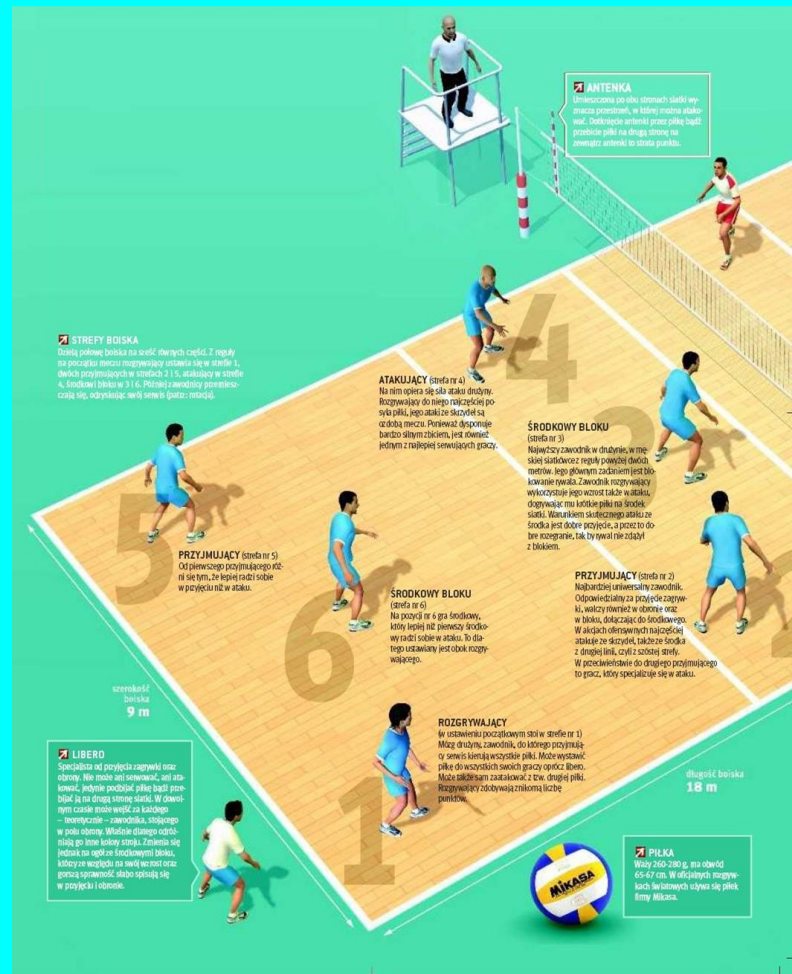 ANTENKA
Umieszczona po obu stronach siatki wy-
znacza przestrzeń, w której można atako-
wać. Dotknięcie antenki przez piłkę bądź
przebicie piłki na drugą stronę na
zewnątrz antenki to strata punktu.
STREFY BOISKA
Dzielą połowę boiska na sześć równych części. Z reguły
na początku meczu rozgrywający ustawia się w strefie 1,
dwóch przyjmujących w strefach 2 i 5, atakujący w strefie
4, środkowi bloku w 3 i 6. Później zawodnicy przemiesz-
czają się, odzyskując swój serwis (patrz: rotacja).
4
ATAKUJĄCY (strefa nr 4)
Na nim opiera się siła ataku drużyny.
Rozgrywający do niego najczęściej po-
syła piłki, jego ataki ze skrzydeł są
ozdobą meczu. Ponieważ dysponuje
bardzo silnym zbiciem, jest również
jednym z najlepiej serwujących graczy.
3
ŚRODKOWY BLOKU
(strefa nr 3)
Najwyższy zawodnik w drużynie, w mę-
skiej siatkówce z reguły powyżej dwóch
metrów. Jego głównym zadaniem jest blo-
kowanie rywala. Zawodnik rozgrywający
wykorzystuje jego wzrost także w ataku,
dogrywając mu krótkie piłki na środek
siatki. Warunkiem skutecznego ataku ze
środka jest dobre przyjęcie, a przez to do-
bre rozegranie, tak by rywal nie zdążył
z blokiem.
5
PRZYJMUJĄCY (strefa nr 5)
Od pierwszego przyjmującego róż-
ni się tym, że lepiej radzi sobie
w przyjęciu niż w ataku.
6
ŚRODKOWY BLOKU
(strefa nr 6)
Na pozycji nr 6 gra środkowy,
który lepiej niż pierwszy środko-
wy radzi sobie w ataku. To dla-
tego ustawiany jest obok rozgry-
wającego.
PRZYJMUJĄCY (strefa nr 2)
Najbardziej uniwersalny zawodnik.
Odpowiedzialny za przyjęcie zagryw-
ki, walczy również w obronie oraz
w bloku, dołączając do środkowego.
W akcjach ofensywnych najczęściej
atakuje ze skrzydeł, także ze środka
z drugiej linii, czyli z szóstej strefy.
W przeciwieństwie do drugiego przyjmującego
to gracz, który specjalizuje się w ataku.
szerokość
boiska
9 m
1
ROZGRYWAJĄCY
(w ustawieniu początkowym stoi w strefie nr 1)
Mózg drużyny, zawodnik, do którego przyjmują-
cy serwis kierują wszystkie piłki. Może wystawić
piłkę do wszystkich swoich graczy oprócz libero.
Może także sam zaatakować z tzw. drugiej piłki.
Rozgrywający zdobywają znikomą liczbę
punktów.
długość boiska
18 m
LIBERO
Specjalista od przyjęcia zagrywki oraz
obrony. Nie może ani serwować, ani ata-
kować, jedynie podbijać piłkę bądź prze-
bijać ją na drugą stronę siatki. W dowol-
nym czasie może wejść za każdego
– teoretycznie – zawodnika, stojącego
w polu obrony. Właśnie dlatego odróż-
niają go inne kolory stroju. Zmienia się
jednak na ogół ze środkowymi bloku,
którzy ze względu na swój wzrost oraz
gorszą sprawność słabo spisują się
w przyjęciu i obronie.
MIKASA
PIŁKA
Waży 260-280 g, ma obwód
65-67 cm. W oficjalnych rozgryw-
kach światowych używa się piłek
firmy Mikasa.